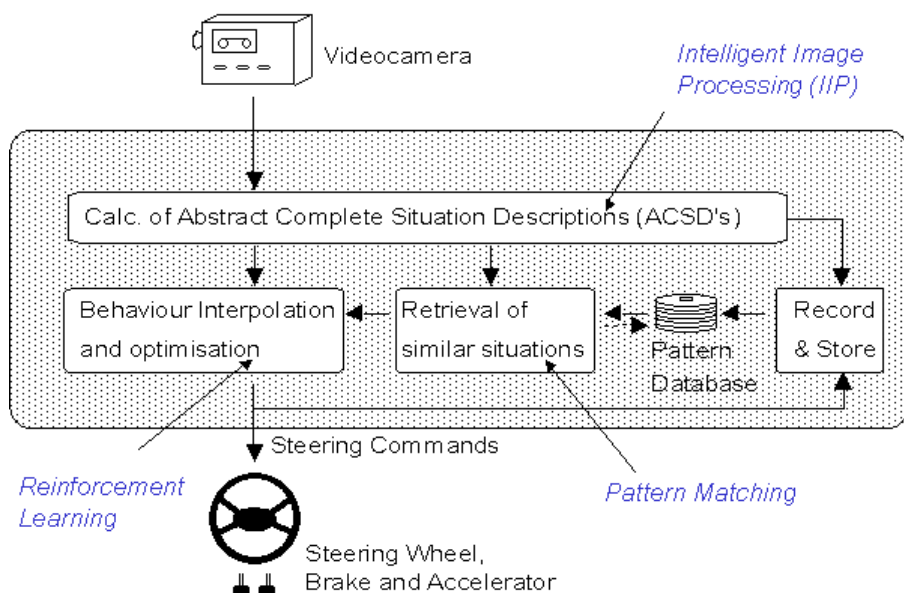 Videocamera
Intelligent Image
Processing (IIP)
Calc. of Abstract Complete Situation Descriptions (ACSD's)
Behaviour Interpolation
and optimisation
Retrieval of
similar situations
Pattern
Database
Record
& Store
Steering Commands
Reinforcement
Learning
Pattern Matching
Steering Wheel,
Brake and Accelerator